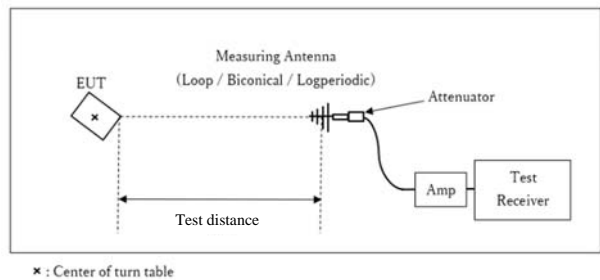 Measuring Antenna
(Loop / Biconical / Logperiodic)
EUT
Attenuator
Amp
Test
Receiver
Test distance
× : Center of turn table